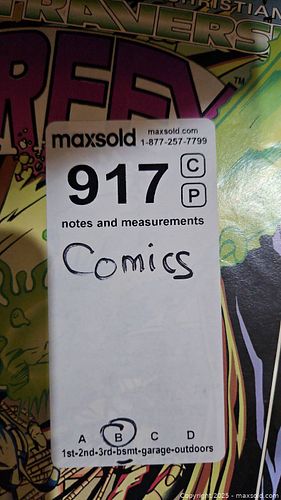 CHRISTIAN
TRAVERS
maxsold
maxsold.com
1-877-257-7799
917
C
P
notes and measurements
Comics
A B C D
1st-2nd-3rd-bsmt-garage-outdoors
Copyright 2025 - maxsold.com